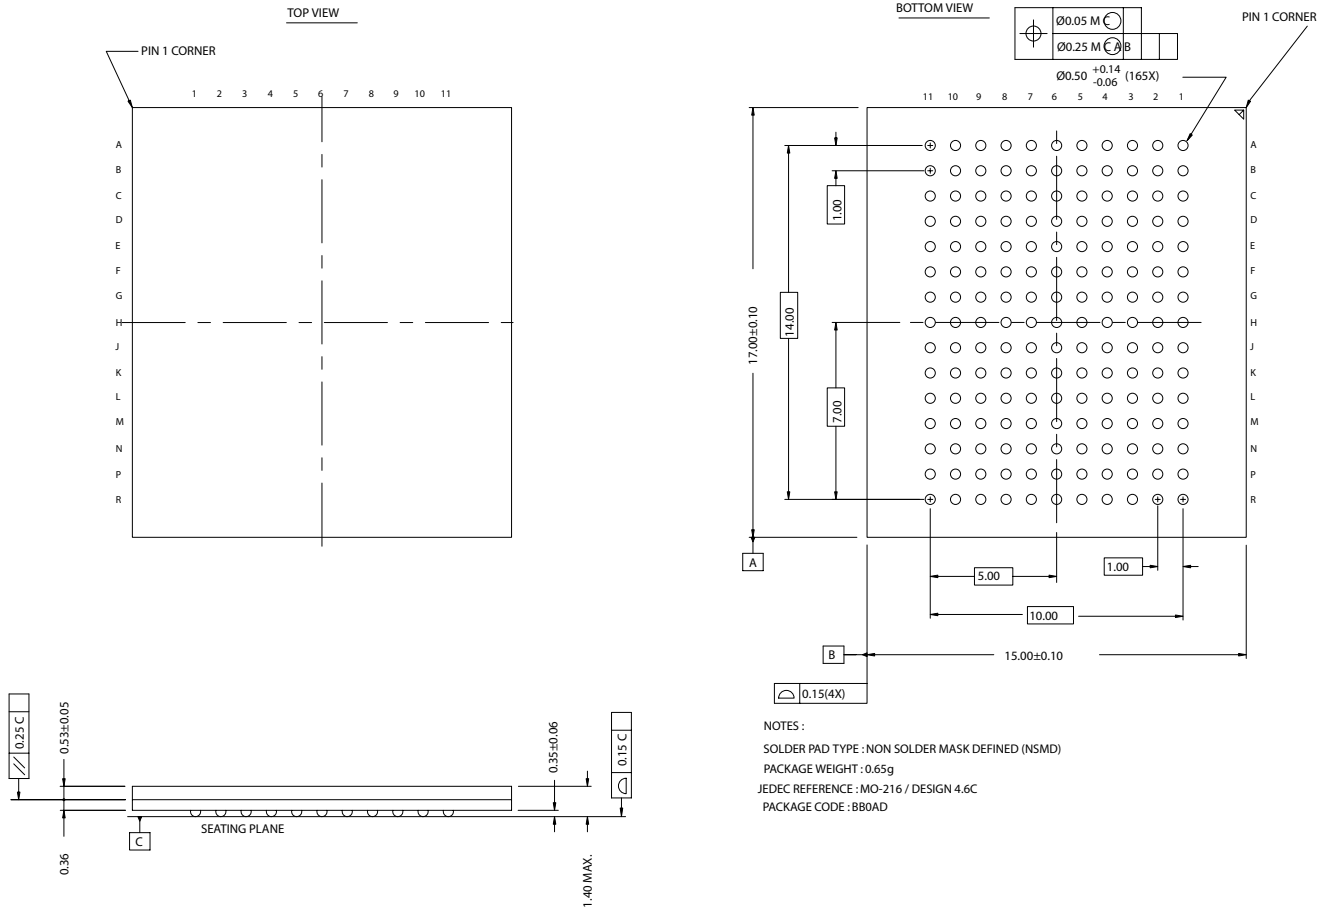 TOP VIEW
PIN 1 CORNER
1 2 3 4 5 6 7 8 9 10 11
A
B
C
D
E
F
G
H
J
K
L
M
N
P
R
BOTTOM VIEW
PIN 1 CORNER
Ø0.05 M C
Ø0.25 M C A B
Ø0.50 +0.14 -0.06 (165X)
11 10 9 8 7 6 5 4 3 2 1
A
B
C
D
E
F
G
H
J
K
L
M
N
P
R
1.00
14.00
17.00±0.10
7.00
A
5.00
1.00
10.00
B
15.00±0.10
0.15(4X)
0.25 C
0.53±0.05
0.35±0.06
0.15 C
SEATING PLANE
C
0.36
1.40 MAX.
NOTES :
SOLDER PAD TYPE : NON SOLDER MASK DEFINED (NSMD)
PACKAGE WEIGHT : 0.65g
JEDEC REFERENCE : MO-216 / DESIGN 4.6C
PACKAGE CODE : BB0AD